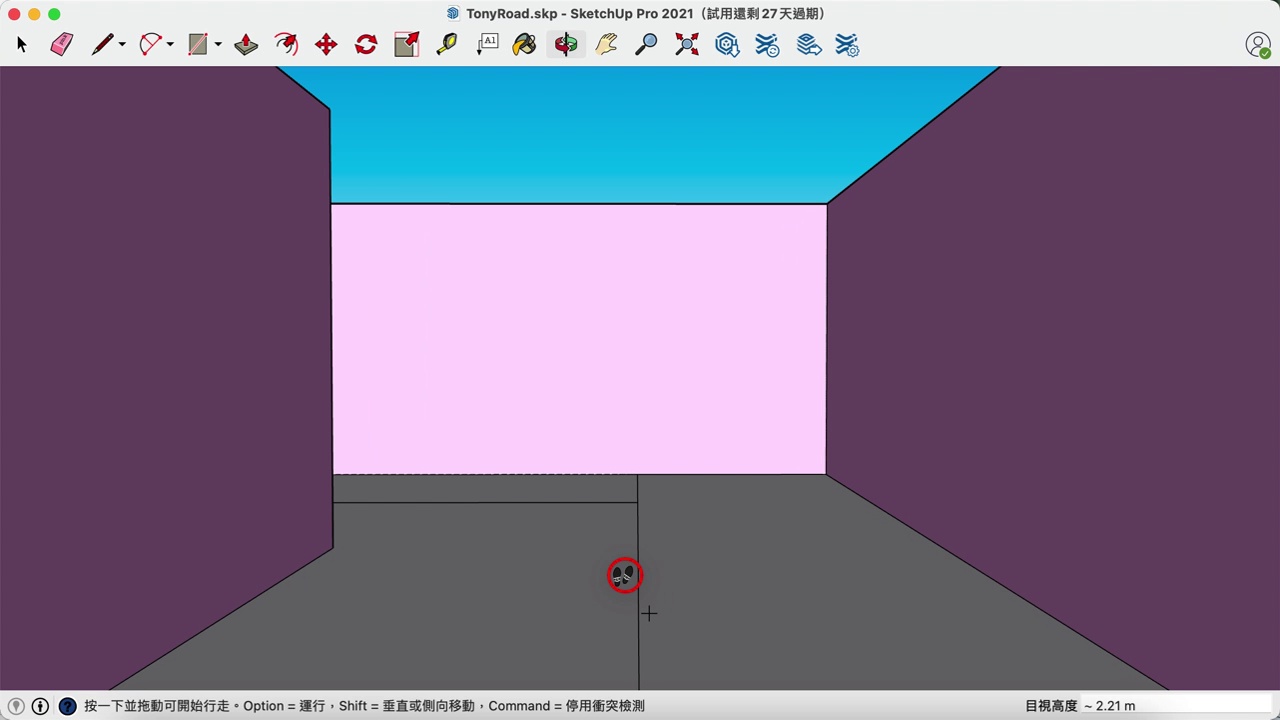 TonyRoad.skp - SketchUp Pro 2021（試用還剩 27 天過期）
A1
按一下並拖動可開始行走。Option = 運行，Shift = 垂直或側向移動，Command = 停用衝突檢測
目視高度 ~ 2.21 m